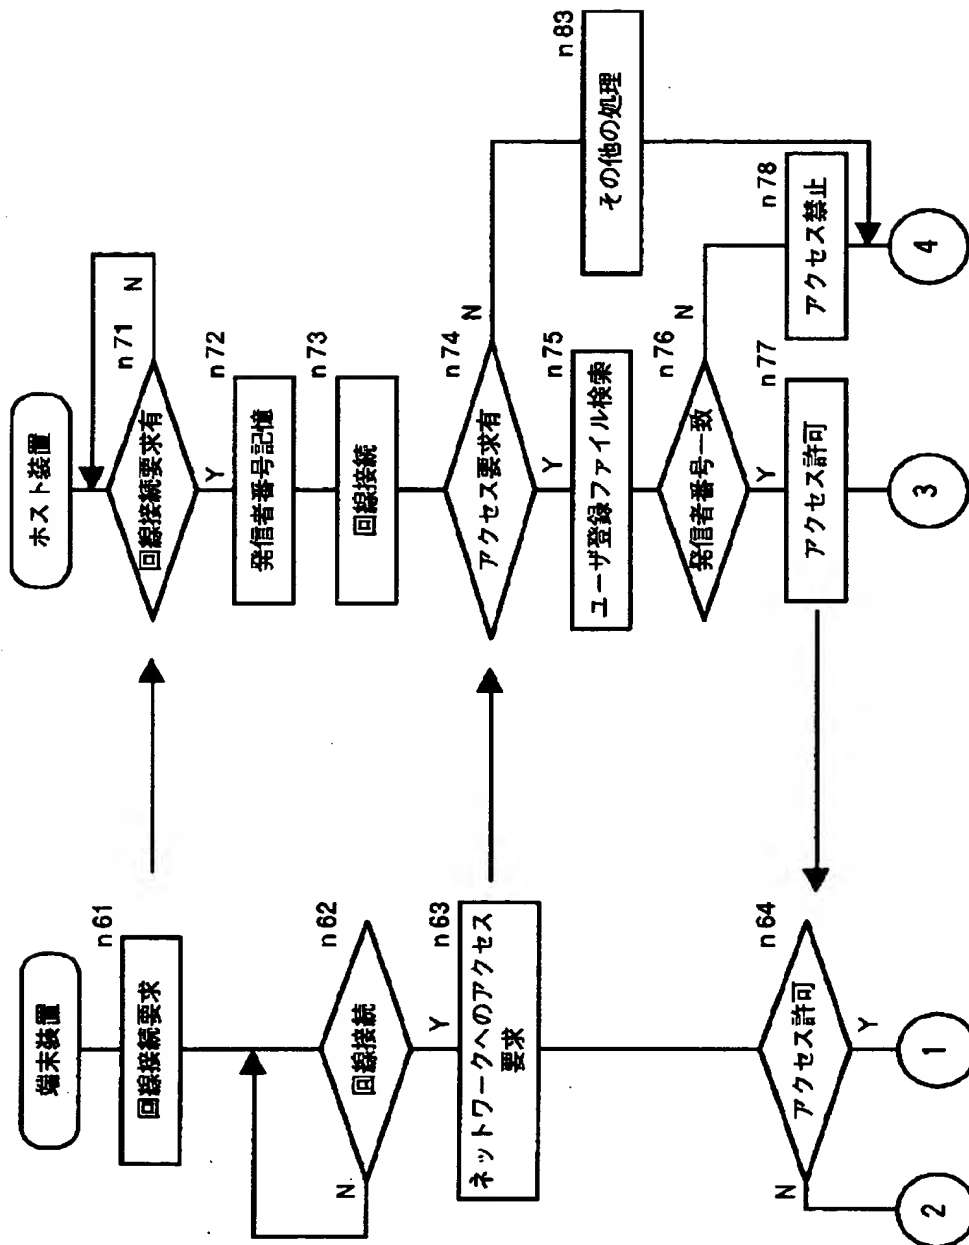 端末装置
n61
回線接続要求
n62
回線接続
N
Y
n63
ネットワークへのアクセス
要求
n64
アクセス許可
N
Y
2
1
ホスト装置
n71
回線接続要求有
N
Y
n72
発信者番号記憶
n73
回線接続
n74
アクセス要求有
N
Y
n75
ユーザ登録ファイル検索
n76
発信者番号一致
N
Y
n77
アクセス許可
n78
アクセス禁止
n83
その他の処理
3
4